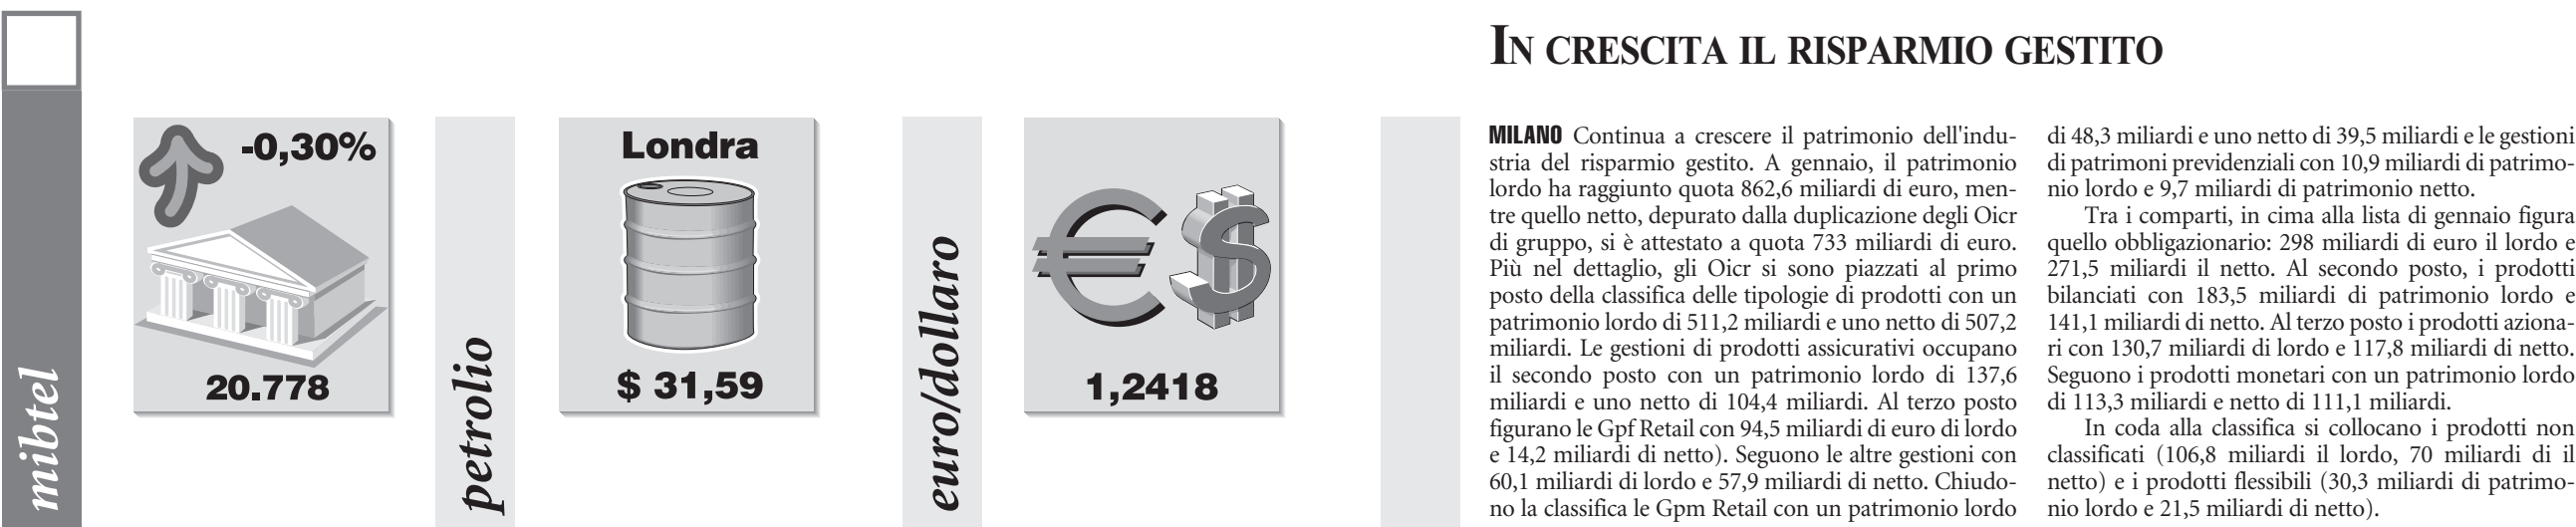 mibtel
-0,30%
20.778
petrolio
Londra
$ 31,59
euro/dollaro
1,2418
IN CRESCITA IL RISPARMIO GESTITO
MILANO Continua a crescere il patrimonio dell'indu-
stria del risparmio gestito. A gennaio, il patrimonio
lordo ha raggiunto quota 862,6 miliardi di euro, men-
tre quello netto, depurato dalla duplicazione degli Oicr
di gruppo, si è attestato a quota 733 miliardi di euro.
Più nel dettaglio, gli Oicr si sono piazzati al primo
posto della classifica delle tipologie di prodotti con un
patrimonio lordo di 511,2 miliardi e uno netto di 507,2
miliardi. Le gestioni di prodotti assicurativi occupano
il secondo posto con un patrimonio lordo di 137,6
miliardi e uno netto di 104,4 miliardi. Al terzo posto
figurano le Gpf Retail con 94,5 miliardi di euro di lordo
e 14,2 miliardi di netto). Seguono le altre gestioni con
60,1 miliardi di lordo e 57,9 miliardi di netto. Chiudo-
no la classifica le Gpm Retail con un patrimonio lordo
di 48,3 miliardi e uno netto di 39,5 miliardi e le gestioni
di patrimoni previdenziali con 10,9 miliardi di patrimo-
nio lordo e 9,7 miliardi di patrimonio netto.
Tra i comparti, in cima alla lista di gennaio figura
quello obbligazionario: 298 miliardi di euro il lordo e
271,5 miliardi il netto. Al secondo posto, i prodotti
bilanciati con 183,5 miliardi di patrimonio lordo e
141,1 miliardi di netto. Al terzo posto i prodotti aziona-
ri con 130,7 miliardi di lordo e 117,8 miliardi di netto.
Seguono i prodotti monetari con un patrimonio lordo
di 113,3 miliardi e netto di 111,1 miliardi.
In coda alla classifica si collocano i prodotti non
classificati (106,8 miliardi il lordo, 70 miliardi di il
netto) e i prodotti flessibili (30,3 miliardi di patrimo-
nio lordo e 21,5 miliardi di netto).